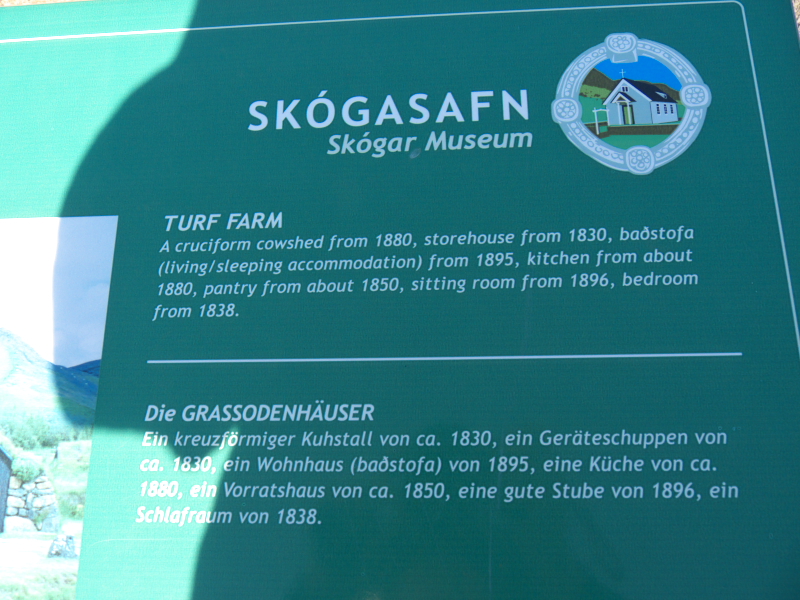 SKÓGASAFN
Skógar Museum
TURF FARM
A cruciform cowshed from 1880, storehouse from 1830, baðstofa
(living/sleeping accommodation) from 1895, kitchen from about
1880, pantry from about 1850, sitting room from 1896, bedroom
from 1838.
Die GRASSODENHÄUSER
Ein kreuzförmiger Kuhstall von ca. 1830, ein Geräteschuppen von
ca. 1830, ein Wohnhaus (baðstofa) von 1895, eine Küche von ca.
1880, ein Vorratshaus von ca. 1850, eine gute Stube von 1896, ein
Schlafraum von 1838.